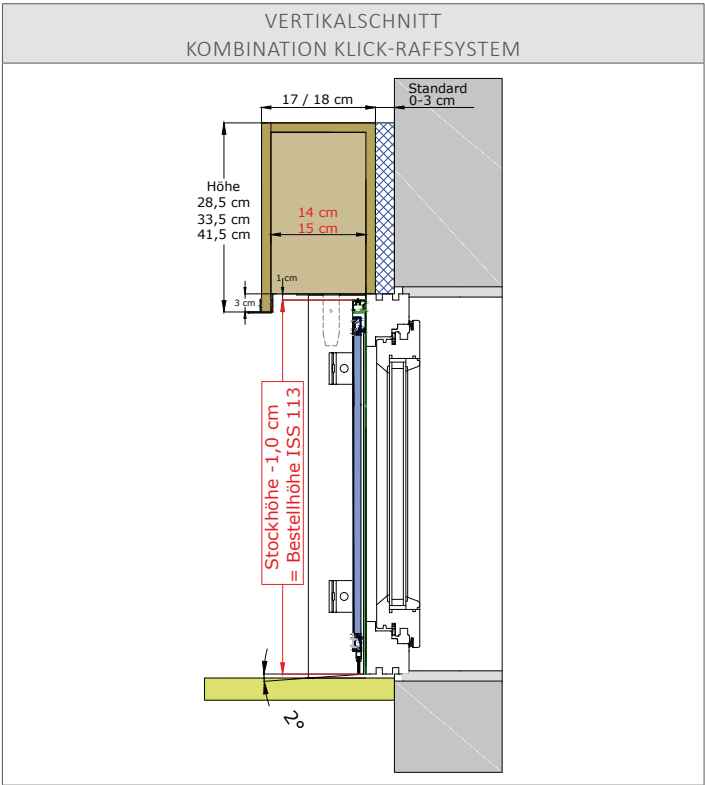 VERTIKALSCHNITT
KOMBINATION KLICK-RAFFSYSTEM
Standard
17 / 18 cm
0-3 cm
Höhe
28,5 cm
33,5 cm
41,5 cm
14 cm
15 cm
1 cm
3 cm
Stockhöhe -1,0 cm
= Bestellhöhe ISS 113
2°